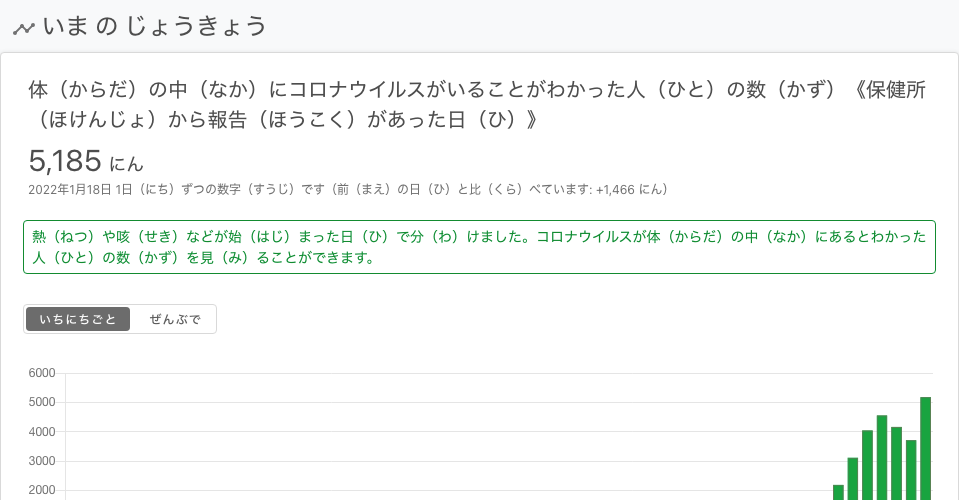 いま の じょうきょう
体（からだ）の中（なか）にコロナウイルスがいることがわかった人（ひと）の数（かず）《保健所
（ほけんじょ）から報告（ほうこく）があった日（ひ）》
5,185 にん
2022年1月18日 1日（にち）ずつの数字（すうじ）です（前（まえ）の日（ひ）と比（くら）べています: +1,466 にん）
熱（ねつ）や咳（せき）などが始（はじ）まった日（ひ）で分（わ）けました。コロナウイルスが体（からだ）の中（なか）にあるとわかった
人（ひと）の数（かず）を見（み）ることができます。
いちにちごと ぜんぶで
6000
5000
4000
3000
2000